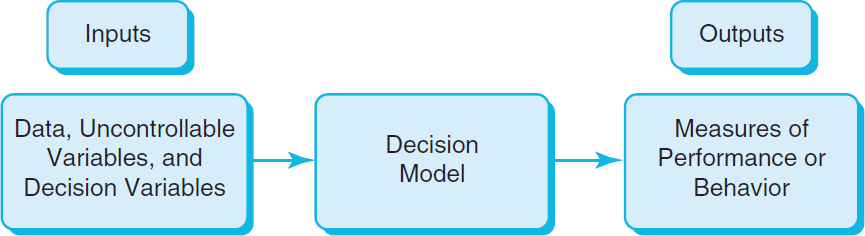 Inputs
Outputs
Data, Uncontrollable
Variables, and
Decision Variables
Decision
Model
Measures of
Performance or
Behavior